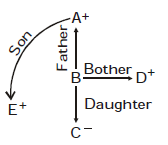 A+
Son
Father
B Bother D+
E+
Daughter
C−